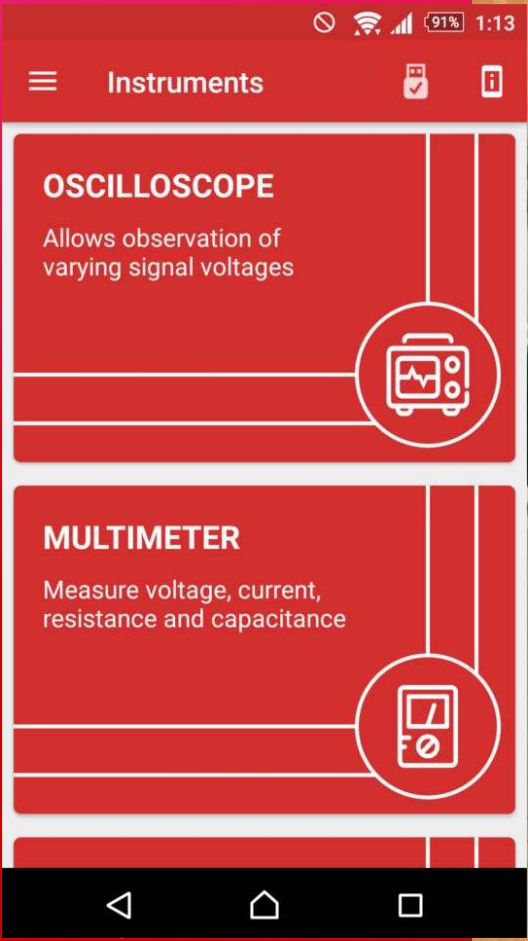 91% 1:13
Instruments
OSCILLOSCOPE
Allows observation of
varying signal voltages
MULTIMETER
Measure voltage, current,
resistance and capacitance